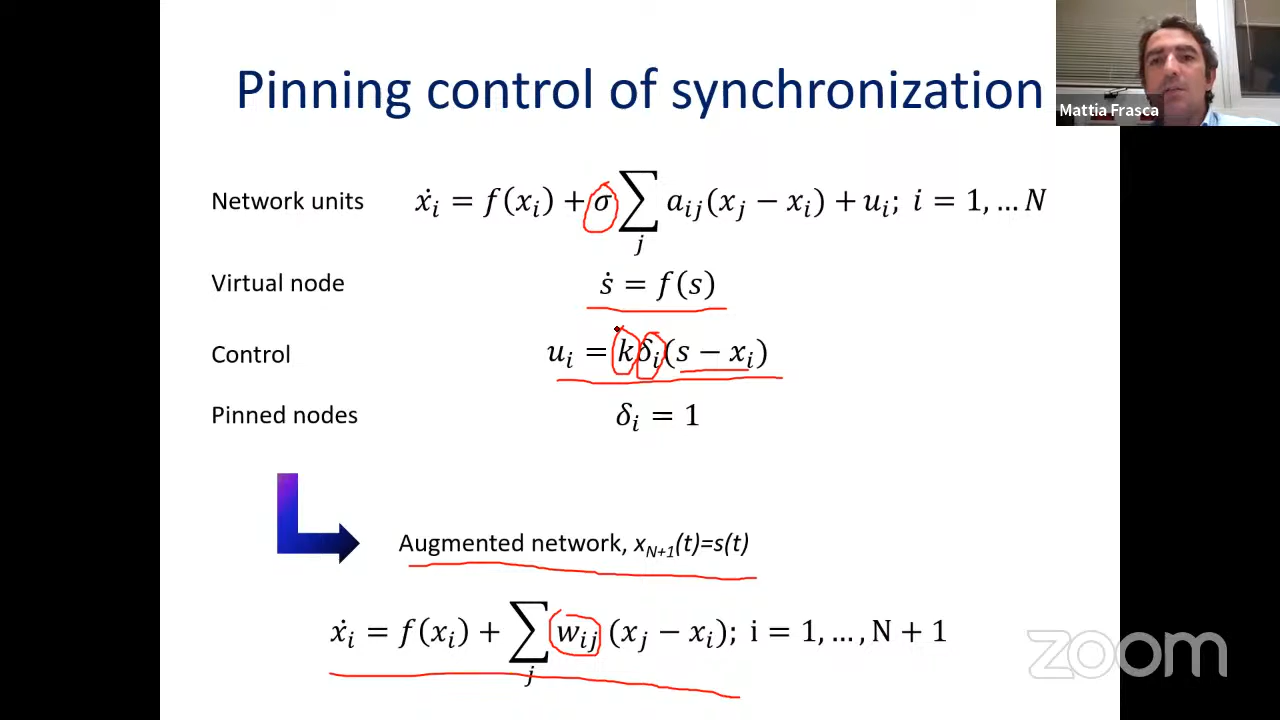 Pinning control of synchronization
Mattia Frasca
Network units ẋᵢ = f(xᵢ) + σ ∑ⱼ aᵢⱼ(xⱼ − xᵢ) + uᵢ; i = 1, … N
Virtual node ṡ = f(s)
Control uᵢ = kδᵢ(s − xᵢ)
Pinned nodes δᵢ = 1
Augmented network, x_{N+1}(t)=s(t)
ẋᵢ = f(xᵢ) + ∑ⱼ wᵢⱼ (xⱼ − xᵢ); i = 1, … , N + 1
zoom